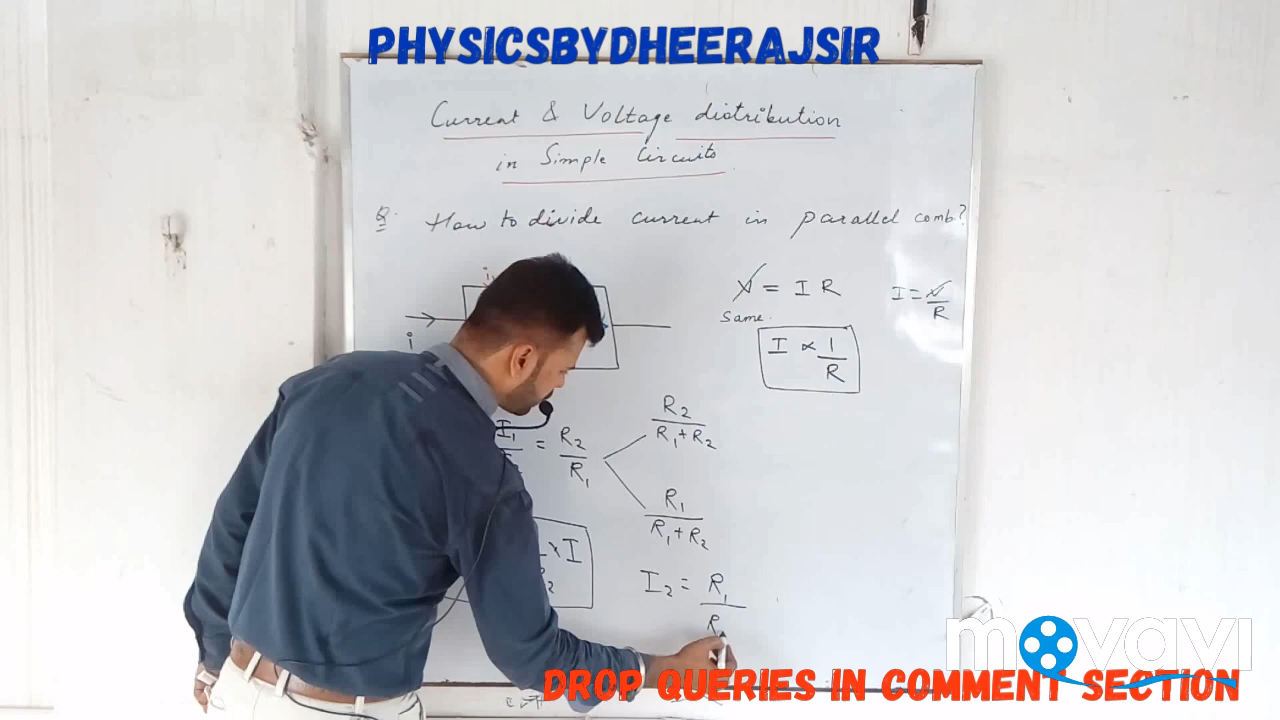 PHYSICSBYDHEERAJSIR
Current & Voltage distribution
in Simple Circuits.
Q. How to divide current in parallel comb.?
i
V = I R
Same.
I = V/R
I ∝ 1/R
i
I₁ = R₂/R₁
R₂/R₁+R₂
R₁/R₁+R₂
× I
I₂ = R₁/R
movavi
DROP QUERIES IN COMMENT SECTION